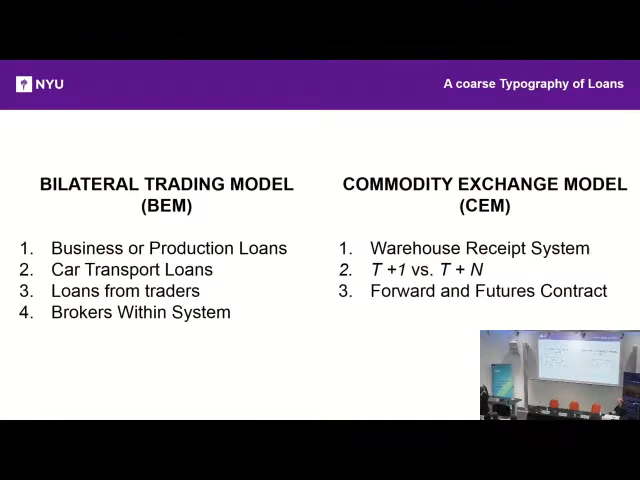 NYU
A coarse Typography of Loans
BILATERAL TRADING MODEL
(BEM)
1. Business or Production Loans
2. Car Transport Loans
3. Loans from traders
4. Brokers Within System
COMMODITY EXCHANGE MODEL
(CEM)
1. Warehouse Receipt System
2. T +1 vs. T + N
3. Forward and Futures Contract